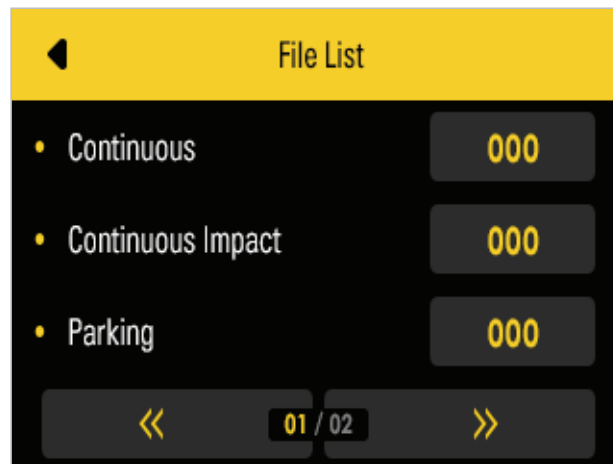 File List
• Continuous 000
• Continuous Impact 000
• Parking 000
« 01 / 02 »